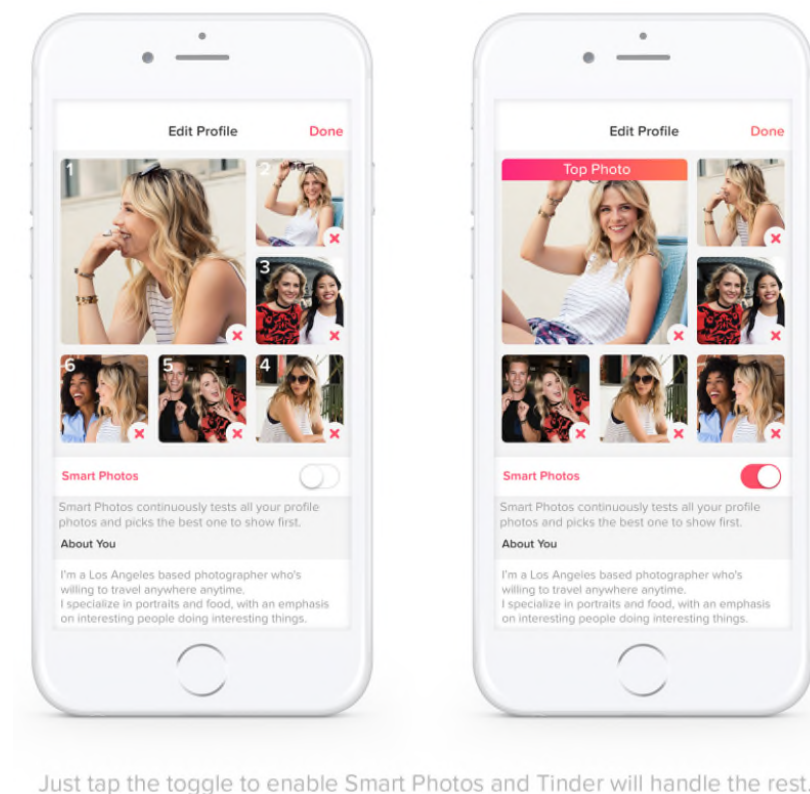 Edit Profile
Done
1
2
3
6
5
4
Smart Photos
Smart Photos continuously tests all your profile
photos and picks the best one to show first.
About You
I'm a Los Angeles based photographer who's
willing to travel anywhere anytime.
I specialize in portraits and food, with an emphasis
on interesting people doing interesting things.
Edit Profile
Done
Top Photo
Smart Photos
Smart Photos continuously tests all your profile
photos and picks the best one to show first.
About You
I'm a Los Angeles based photographer who's
willing to travel anywhere anytime.
I specialize in portraits and food, with an emphasis
on interesting people doing interesting things.
Just tap the toggle to enable Smart Photos and Tinder will handle the rest.